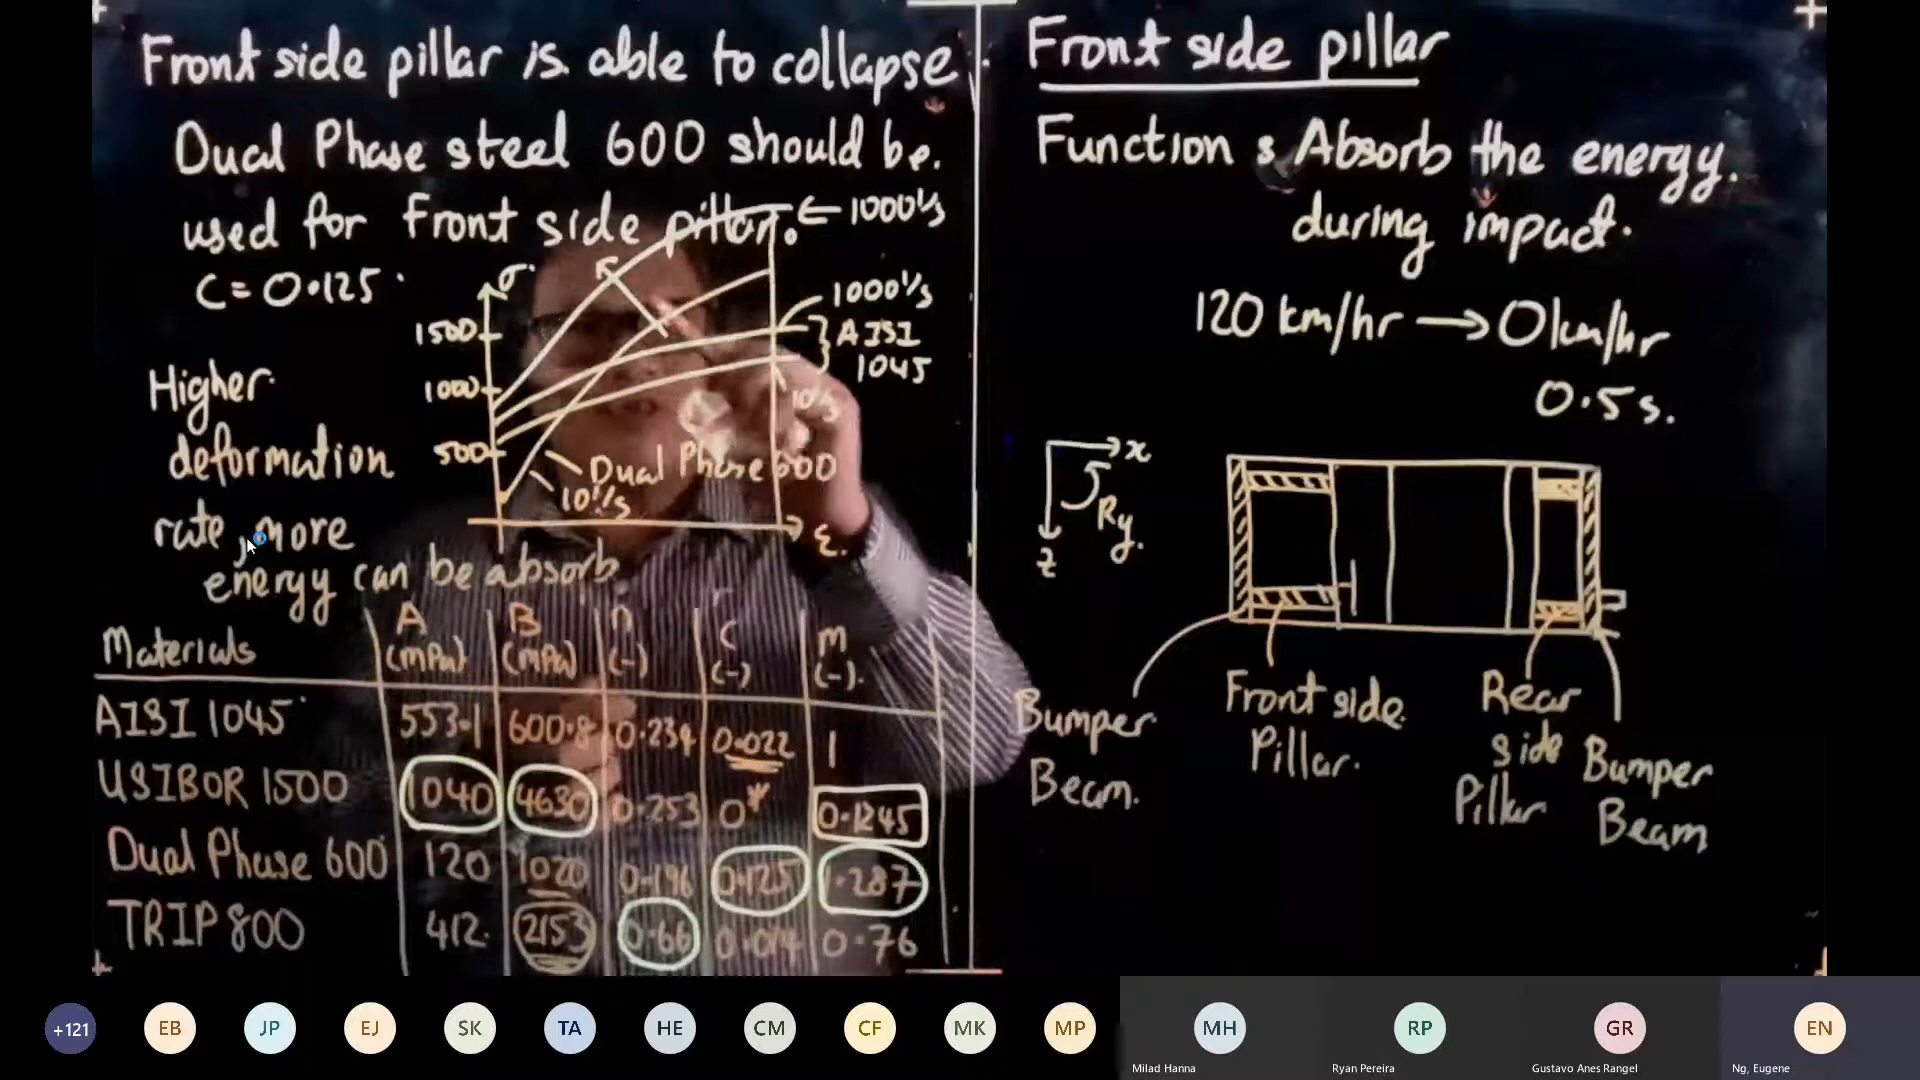 Front side pillar is able to collapse.
Dual Phase steel 600 should be.
used for Front side pillar.
C = 0.125
← 1000 1/s
σ
1000 1/s
1500
AISI
1045
1000
10 1/s
500
Dual Phase 600
10 1/s
ε.
Higher
deformation
rate, more
energy can be absorb
Materials A (MPa) B (MPa) n (-) C (-) m (-).
AISI 1045 553.1 600.8 0.234 0.022 1
USIBOR 1500 1040 4630 0.253 0* 0.1245
Dual Phase 600 120 1020 0.196 0.125 1.287
TRIP 800 412. 2153 0.66 0.014 0.76
Front side pillar
Function : Absorb the energy.
during impact.
120 km/hr → 0 km/hr
0.5 s.
x
Ry.
z
Bumper
Beam.
Front side
Pillar.
Rear
side
Pillar
Bumper
Beam
+121 EB JP EJ SK TA HE CM CF MK MP MH RP GR EN
Milad Hanna Ryan Pereira Gustavo Anes Rangel Ng, Eugene